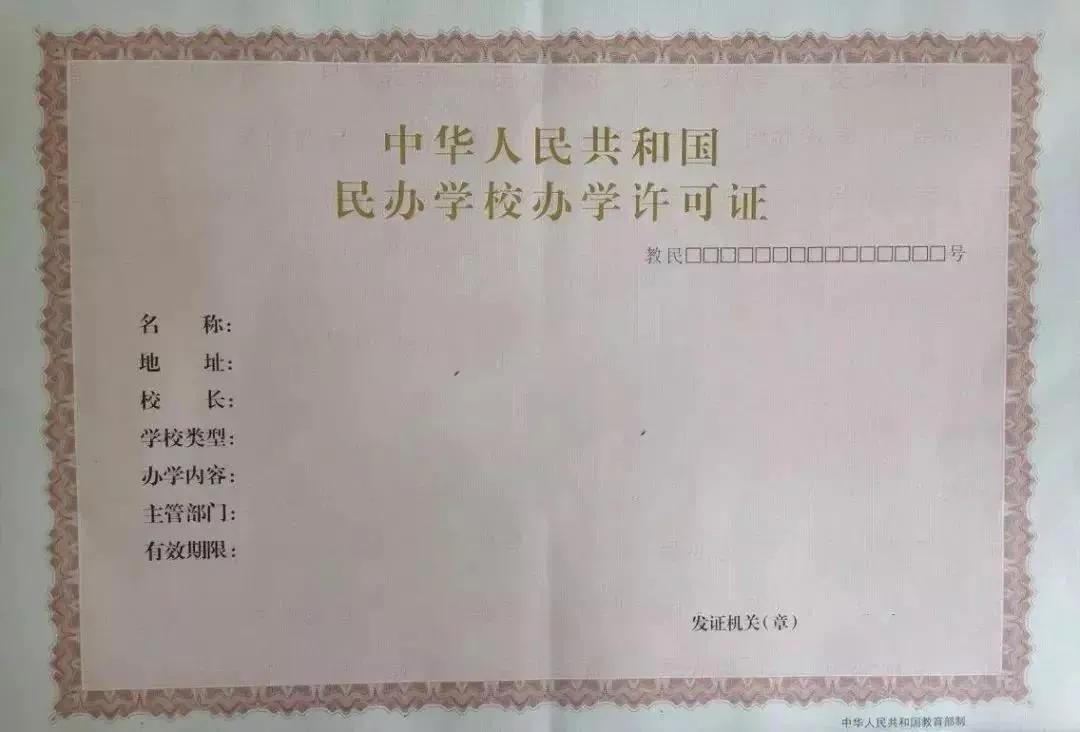 中华人民共和国
民办学校办学许可证
教民□□□□□□□□□□□□□□□号
名 称：
地 址：
校 长：
学校类型：
办学内容：
主管部门：
有效期限：
发证机关（章）
中华人民共和国教育部制